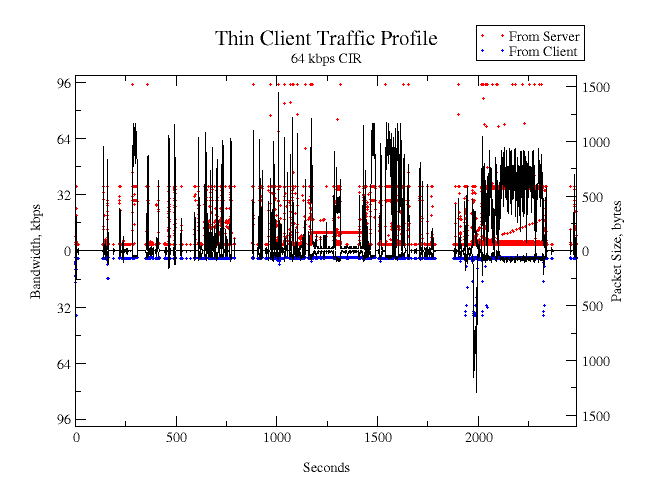 Thin Client Traffic Profile
64 kbps CIR
From Server
From Client
96
64
32
0
32
64
96
Bandwidth, kbps
1500
1000
500
0
500
1000
1500
Packet Size, bytes
0
500
1000
1500
2000
Seconds